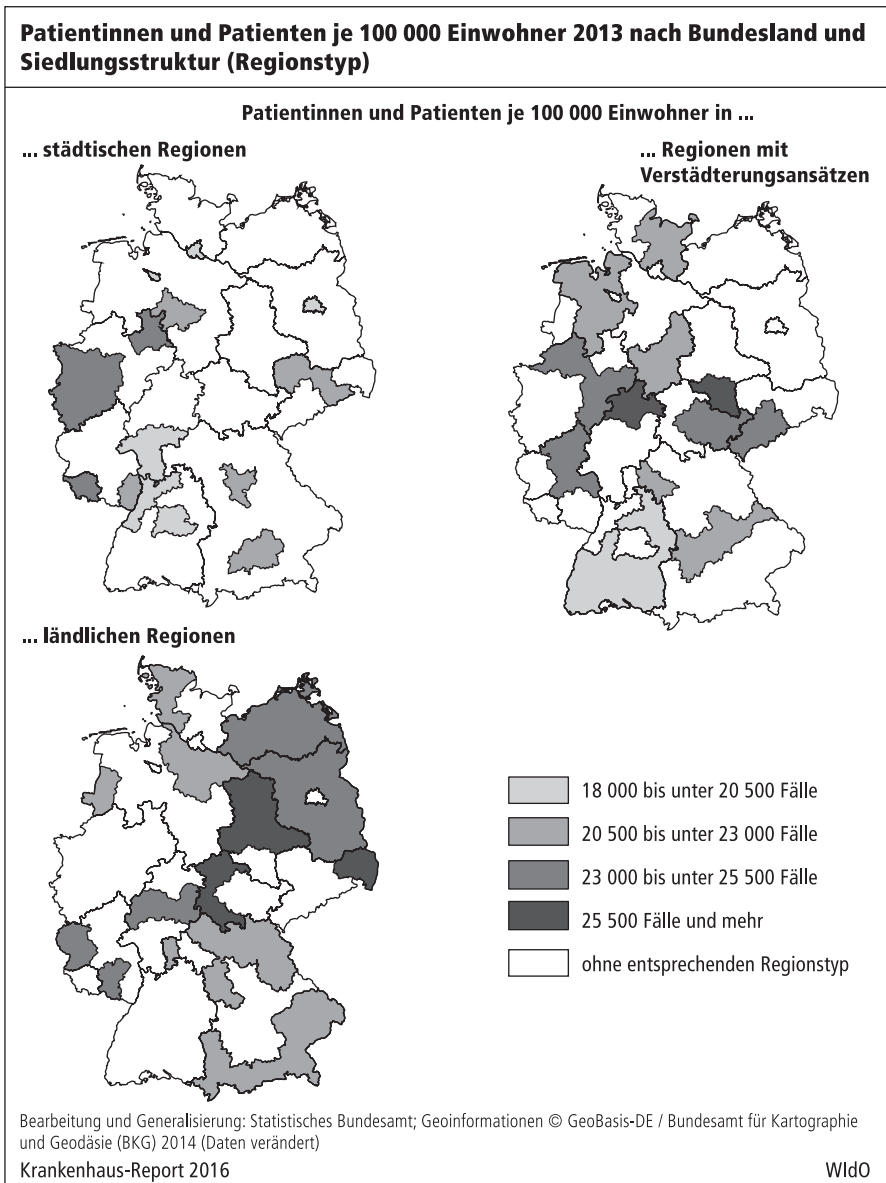 Patientinnen und Patienten je 100 000 Einwohner 2013 nach Bundesland und
Siedlungsstruktur (Regionstyp)
Patientinnen und Patienten je 100 000 Einwohner in ...
... städtischen Regionen
... Regionen mit
Verstädterungsansätzen
... ländlichen Regionen
18 000 bis unter 20 500 Fälle
20 500 bis unter 23 000 Fälle
23 000 bis unter 25 500 Fälle
25 500 Fälle und mehr
ohne entsprechenden Regionstyp
Bearbeitung und Generalisierung: Statistisches Bundesamt; Geoinformationen © GeoBasis-DE / Bundesamt für Kartographie
und Geodäsie (BKG) 2014 (Daten verändert)
Krankenhaus-Report 2016
WIdO